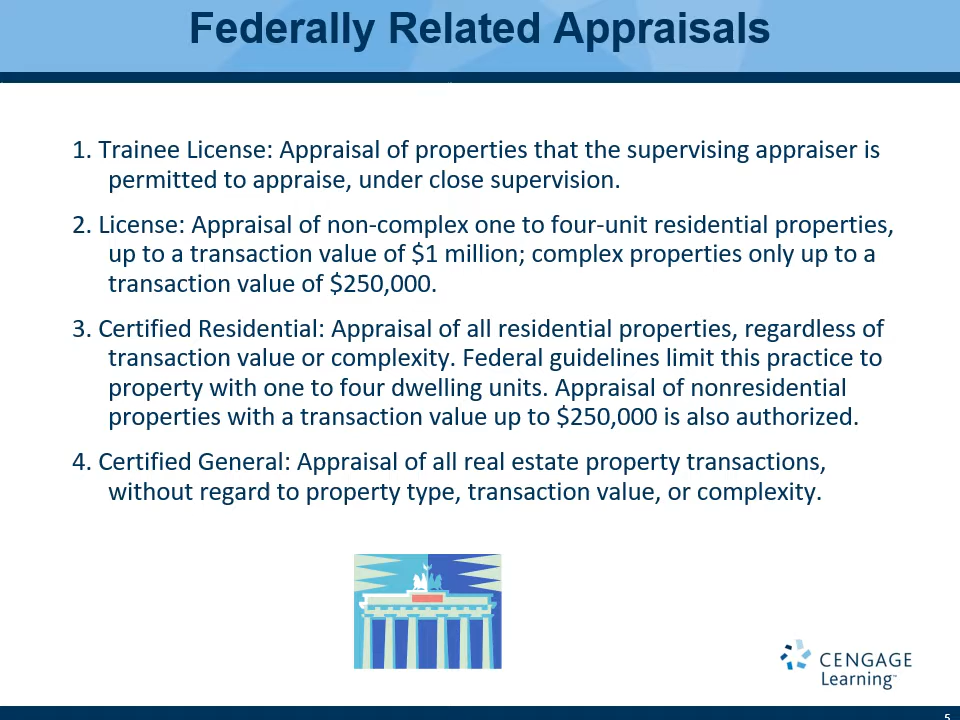 Federally Related Appraisals
1. Trainee License: Appraisal of properties that the supervising appraiser is
permitted to appraise, under close supervision.
2. License: Appraisal of non-complex one to four-unit residential properties,
up to a transaction value of $1 million; complex properties only up to a
transaction value of $250,000.
3. Certified Residential: Appraisal of all residential properties, regardless of
transaction value or complexity. Federal guidelines limit this practice to
property with one to four dwelling units. Appraisal of nonresidential
properties with a transaction value up to $250,000 is also authorized.
4. Certified General: Appraisal of all real estate property transactions,
without regard to property type, transaction value, or complexity.
CENGAGE
Learning™
5